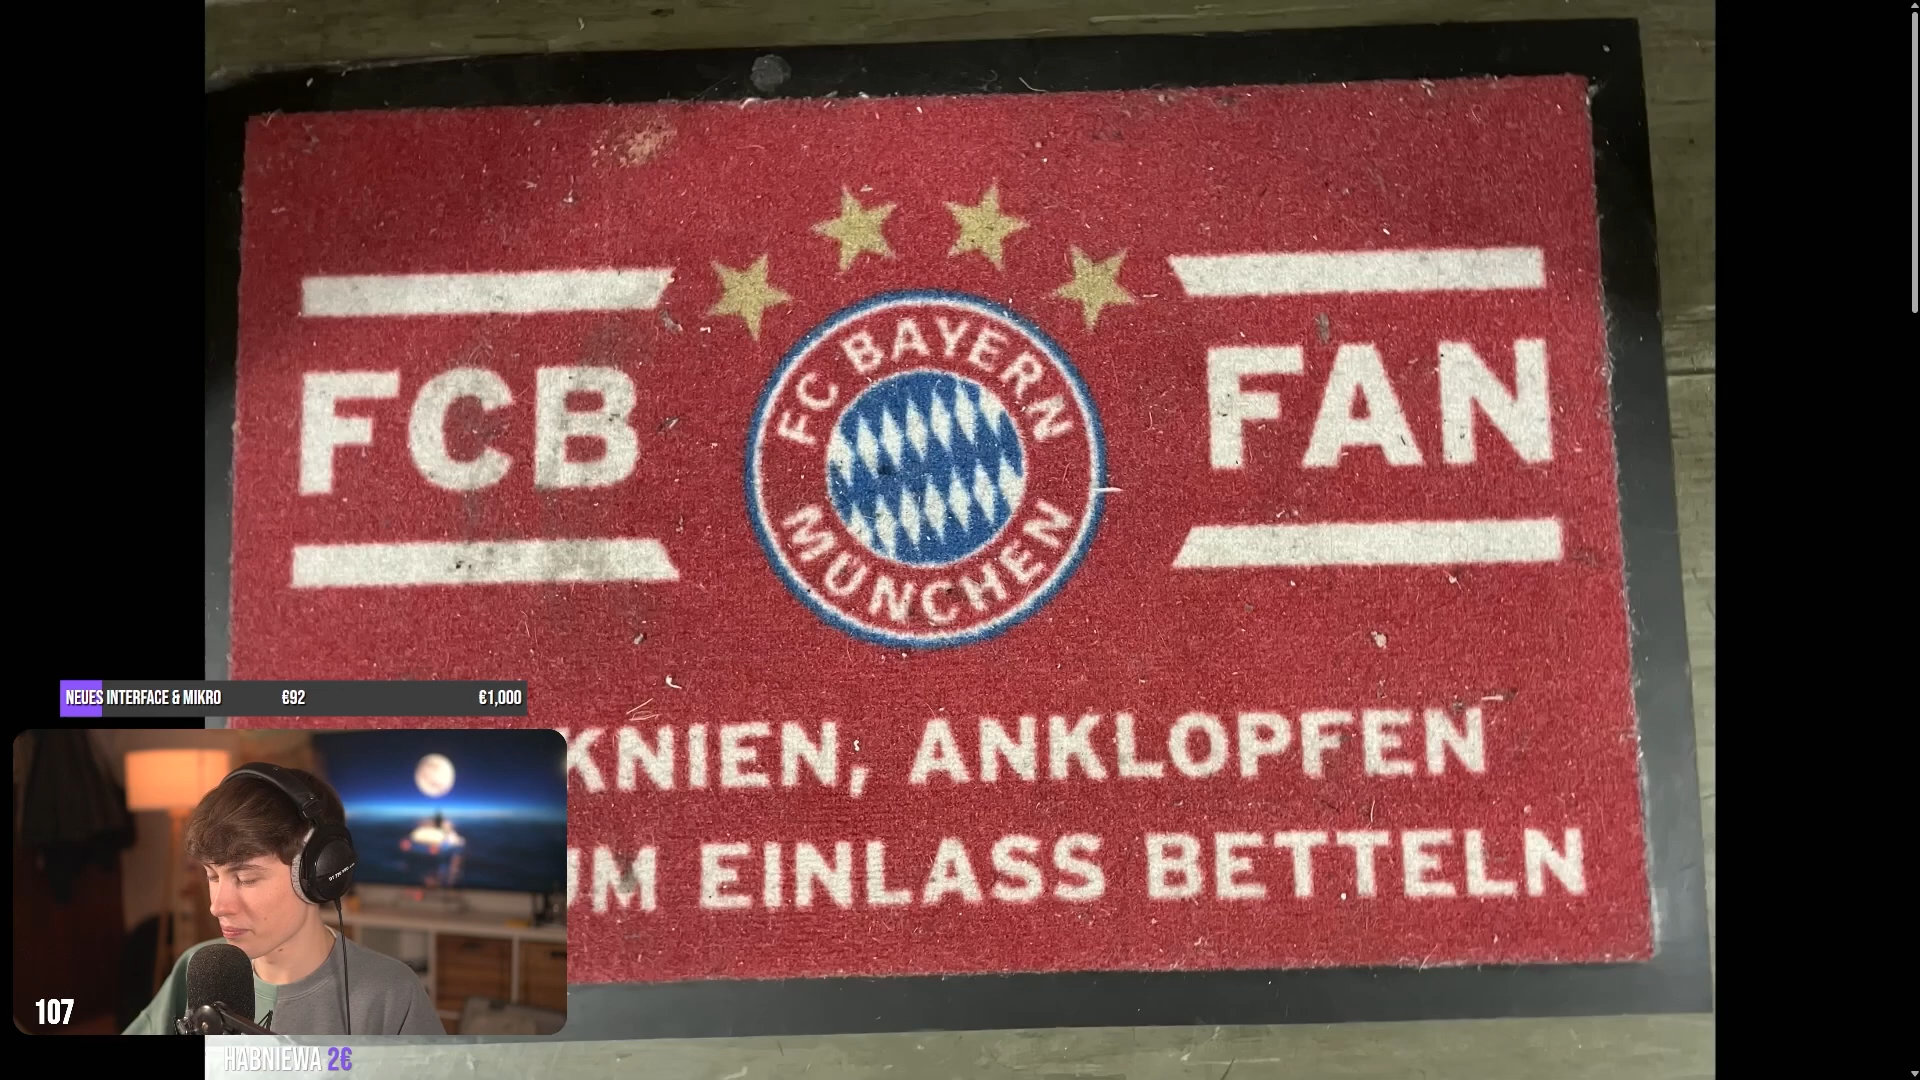 FCB
FAN
FC BAYERN
MÜNCHEN
KNIEN, ANKLOPFEN
UM EINLASS BETTELN
NEUES INTERFACE & MIKRO €92 €1,000
107
HABNIEWA 2€